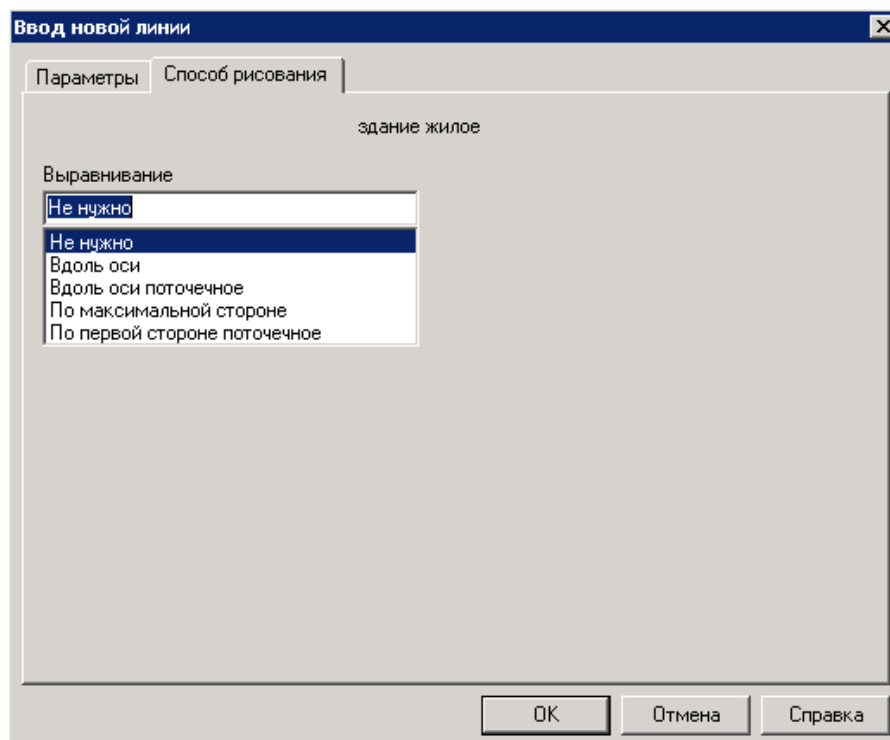 Ввод новой линии
Параметры Способ рисования
здание жилое
Выравнивание
Не нужно
Не нужно
Вдоль оси
Вдоль оси поточечное
По максимальной стороне
По первой стороне поточечное
OK Отмена Справка